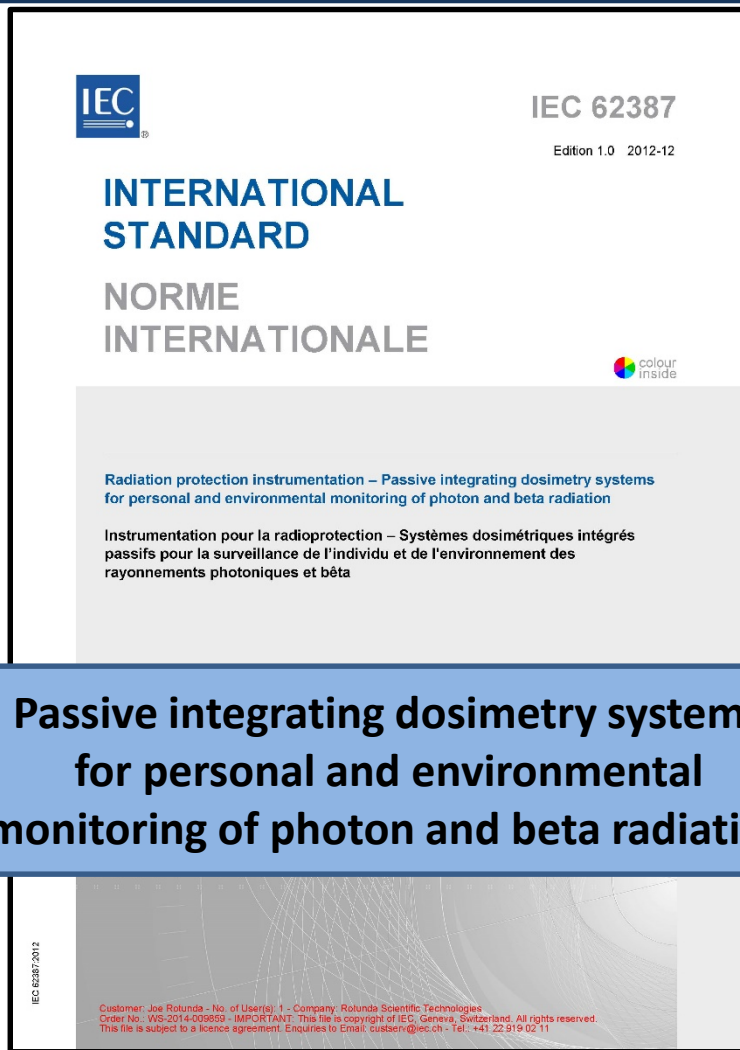 IEC
®
IEC 62387
Edition 1.0 2012-12
INTERNATIONAL
STANDARD
NORME
INTERNATIONALE
colour
inside
Radiation protection instrumentation – Passive integrating dosimetry systems
for personal and environmental monitoring of photon and beta radiation
Instrumentation pour la radioprotection – Systèmes dosimétriques intégrés
passifs pour la surveillance de l'individu et de l'environnement des
rayonnements photoniques et bêta
Passive integrating dosimetry system
for personal and environmental
monitoring of photon and beta radiati
IEC 62387:2012
Customer: Joe Rotunda - No. of User(s): 1 - Company: Rotunda Scientific Technologies
Order No.: WS-2014-009859 - IMPORTANT: This file is copyright of IEC, Geneva, Switzerland. All rights reserved.
This file is subject to a licence agreement. Enquiries to Email: custserv@iec.ch - Tel.: +41 22 919 02 11